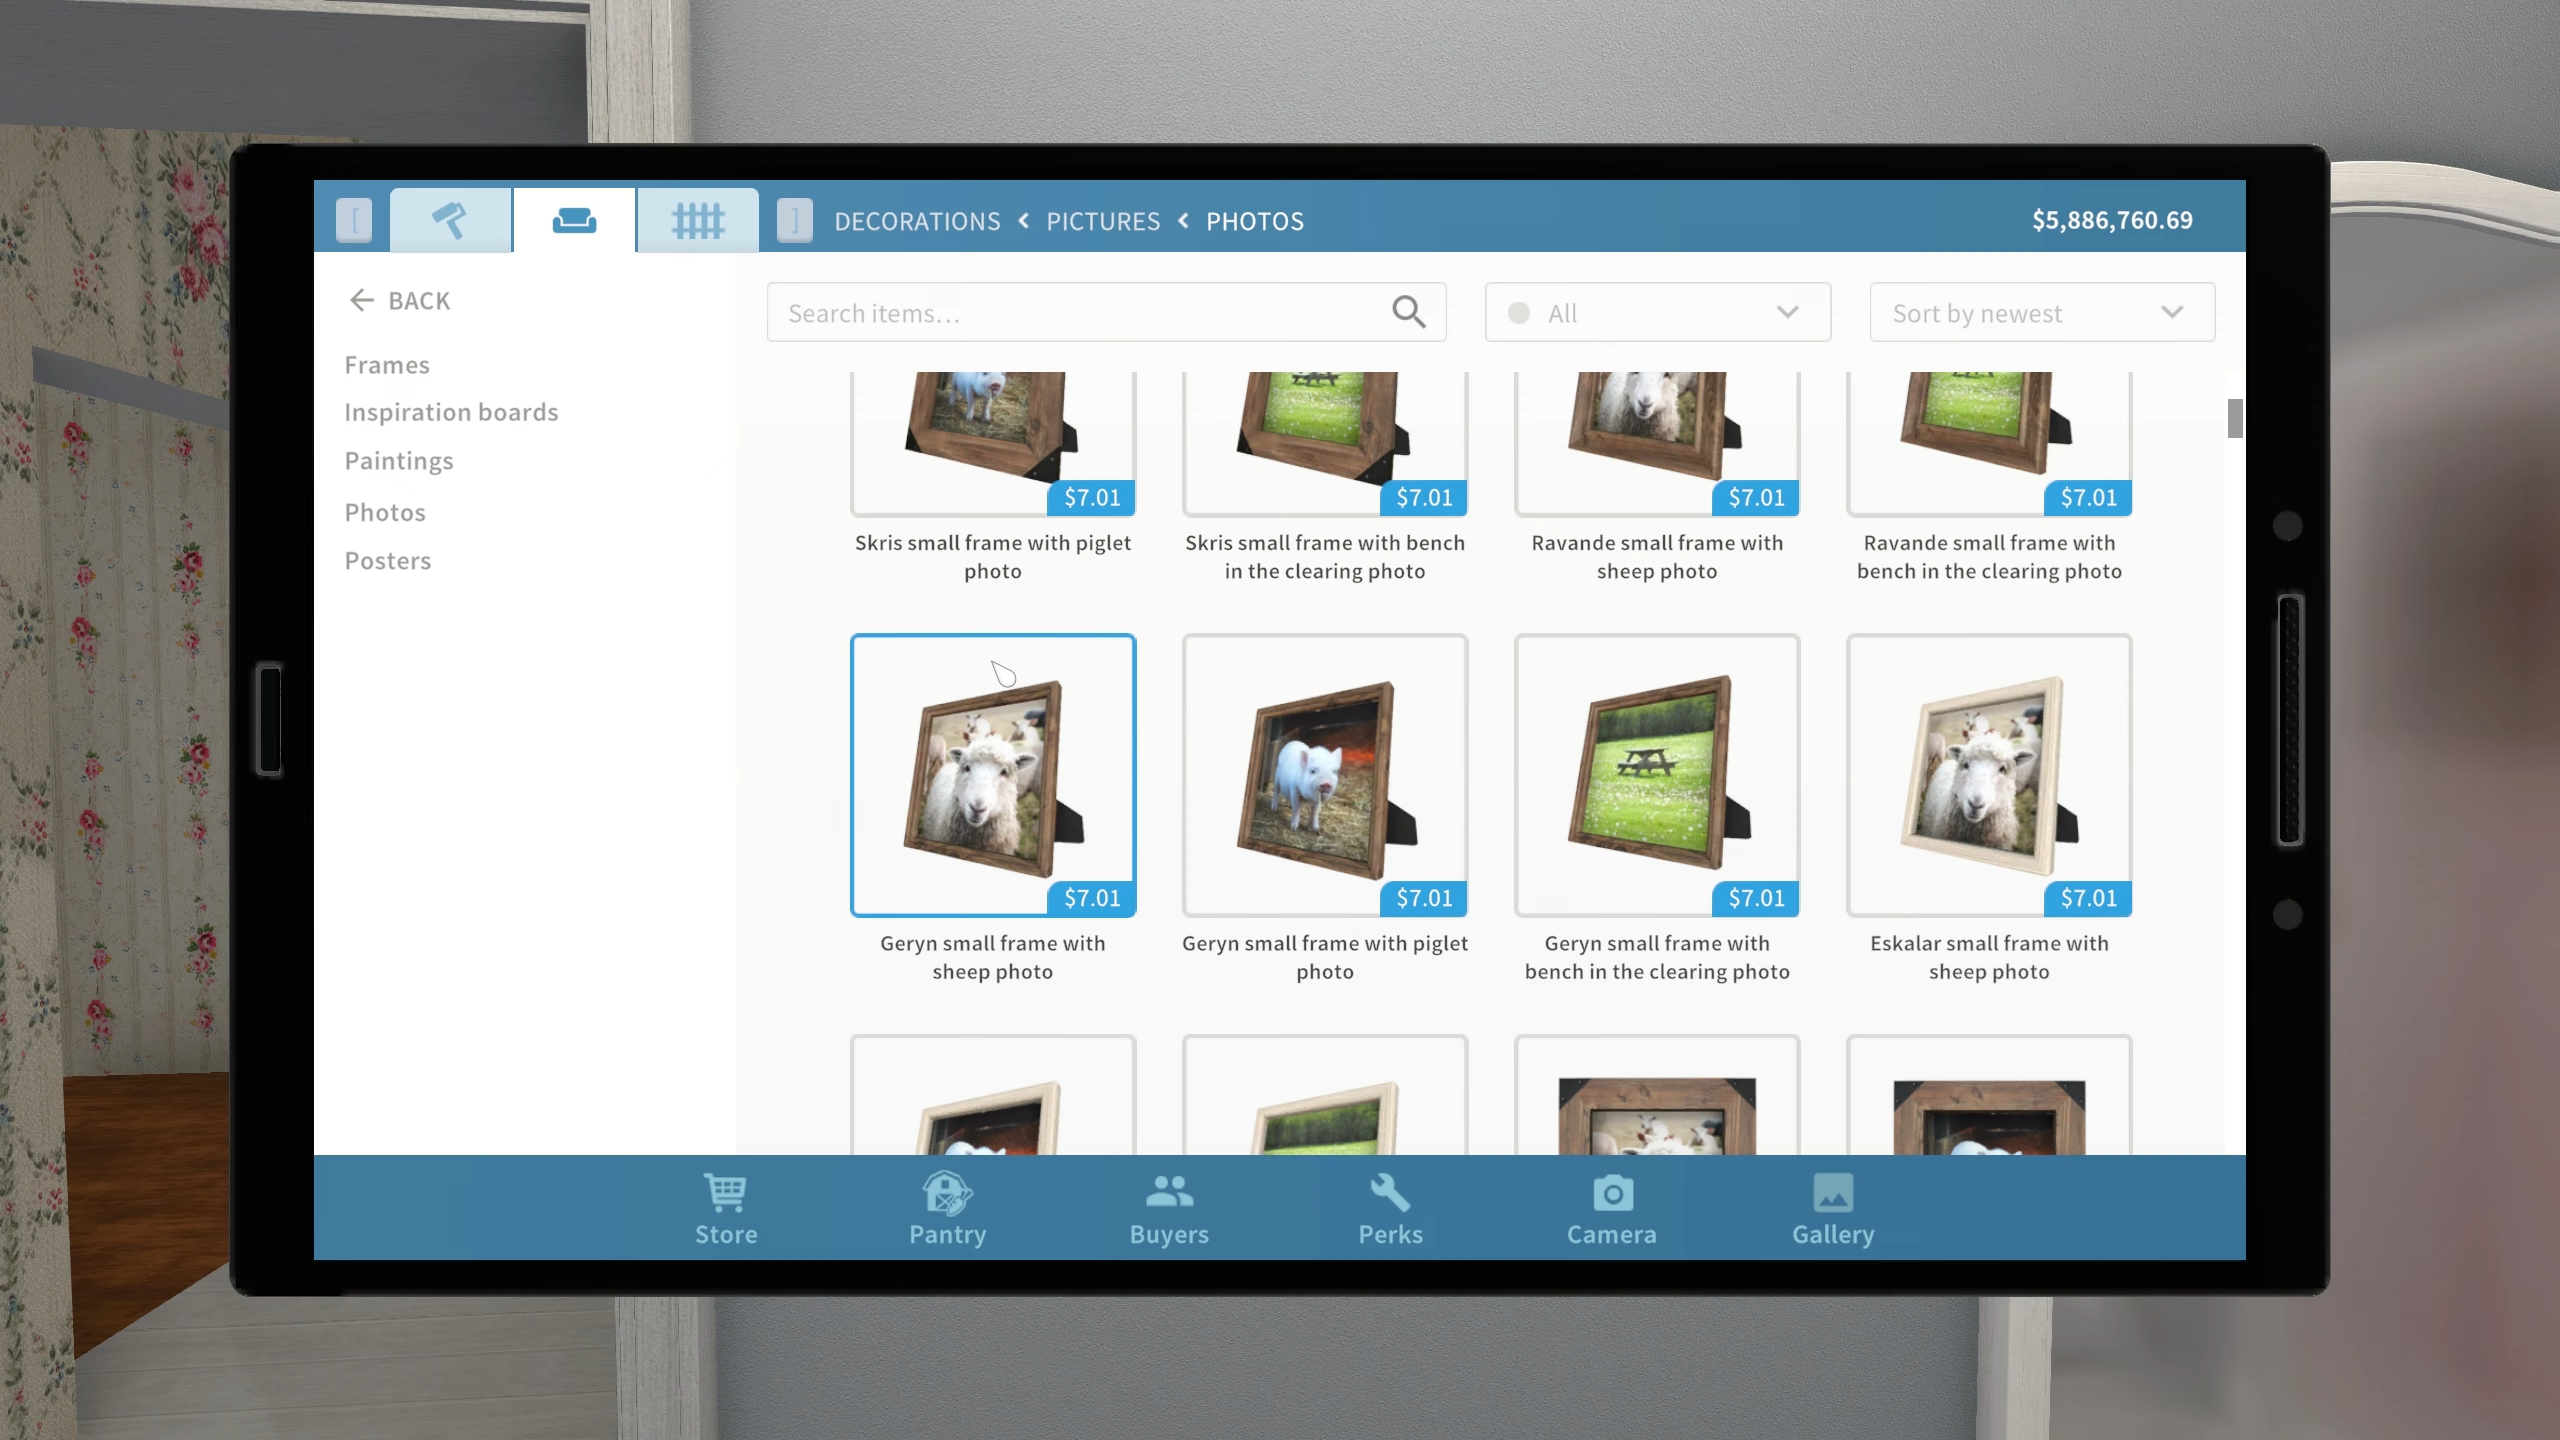 [
]
DECORATIONS < PICTURES < PHOTOS
$5,886,760.69
BACK
Frames
Inspiration boards
Paintings
Photos
Posters
Search items...
All
Sort by newest
$7.01
$7.01
$7.01
$7.01
Skris small frame with piglet
photo
Skris small frame with bench
in the clearing photo
Ravande small frame with
sheep photo
Ravande small frame with
bench in the clearing photo
$7.01
$7.01
$7.01
$7.01
Geryn small frame with
sheep photo
Geryn small frame with piglet
photo
Geryn small frame with
bench in the clearing photo
Eskalar small frame with
sheep photo
Store
Pantry
Buyers
Perks
Camera
Gallery